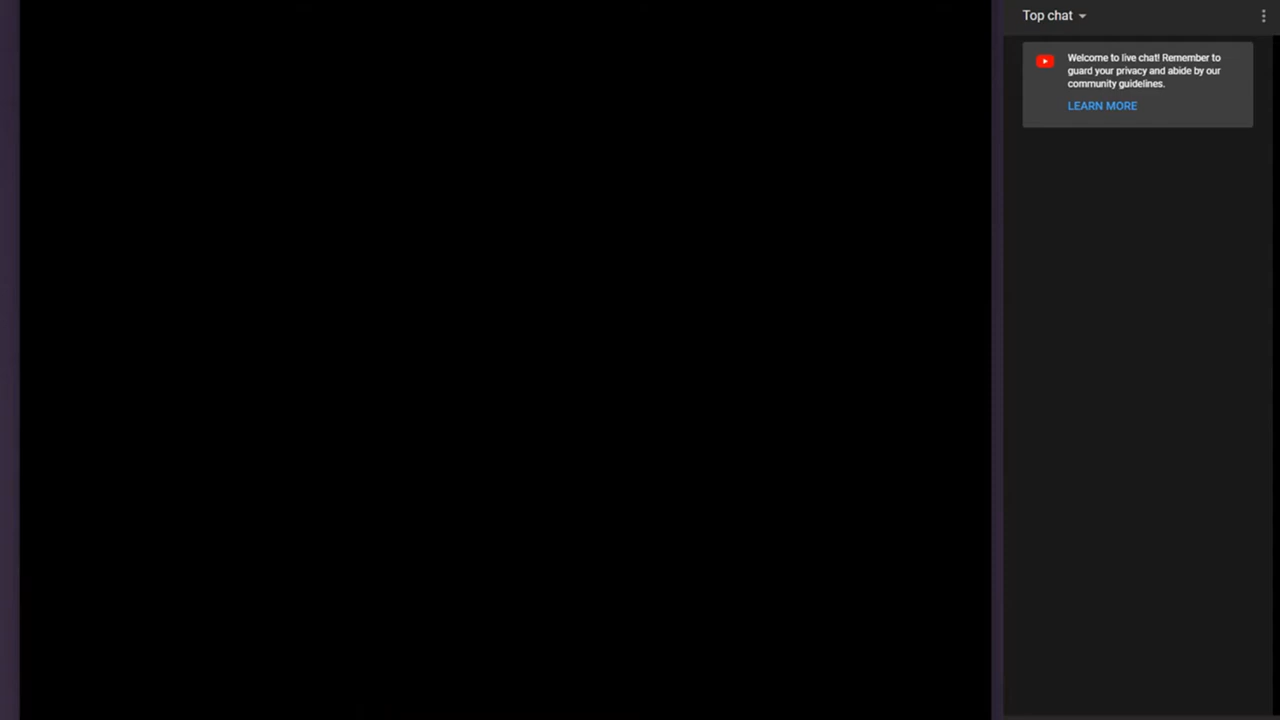 Top chat
Welcome to live chat! Remember to
guard your privacy and abide by our
community guidelines.
LEARN MORE